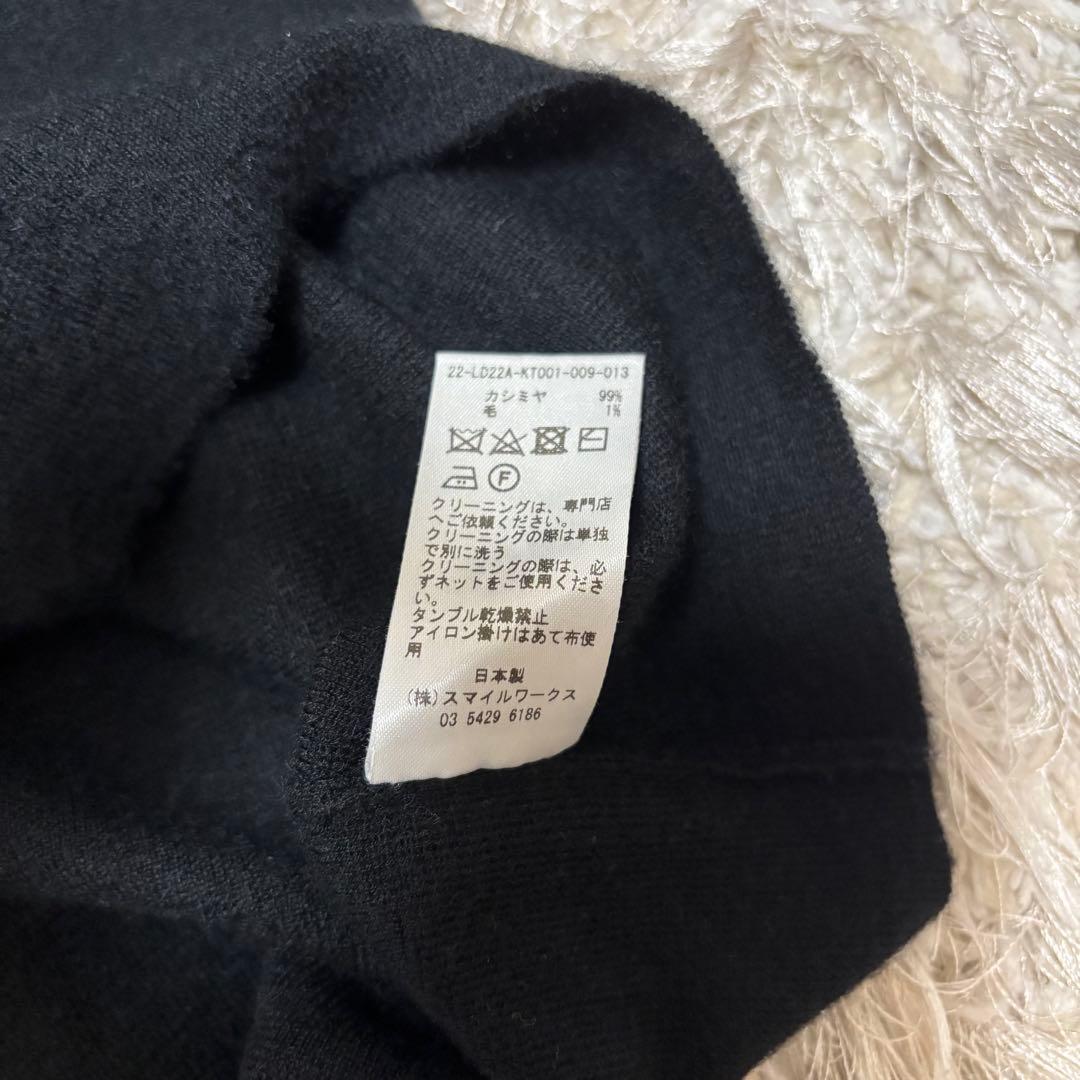 22-LD22A-KT001-009-013
カシミヤ 99%
毛 1%
F
クリーニングは、専門店
へご依頼ください。
クリーニングの際は単独
で別に洗う
クリーニングの際は、必
ずネットをご使用くださ
い。
タンブル乾燥禁止
アイロン掛けはあて布使
用
日本製
(株)スマイルワークス
03 5429 6186